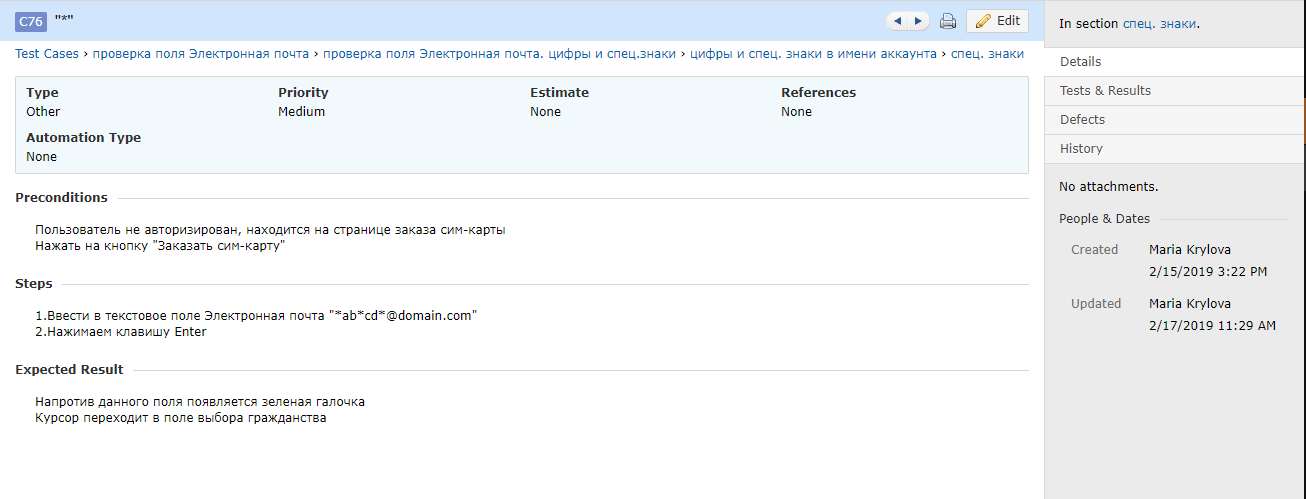 C76 "*"
Edit
Test Cases › проверка поля Электронная почта › проверка поля Электронная почта. цифры и спец.знаки › цифры и спец. знаки в имени аккаунта › спец. знаки
Type Priority Estimate References
Other Medium None None
Automation Type
None
Preconditions
Пользователь не авторизирован, находится на странице заказа сим-карты
Нажать на кнопку "Заказать сим-карту"
Steps
1.Ввести в текстовое поле Электронная почта "*ab*cd*@domain.com"
2.Нажимаем клавишу Enter
Expected Result
Напротив данного поля появляется зеленая галочка
Курсор переходит в поле выбора гражданства
In section спец. знаки.
Details
Tests & Results
Defects
History
No attachments.
People & Dates
Created Maria Krylova
2/15/2019 3:22 PM
Updated Maria Krylova
2/17/2019 11:29 AM